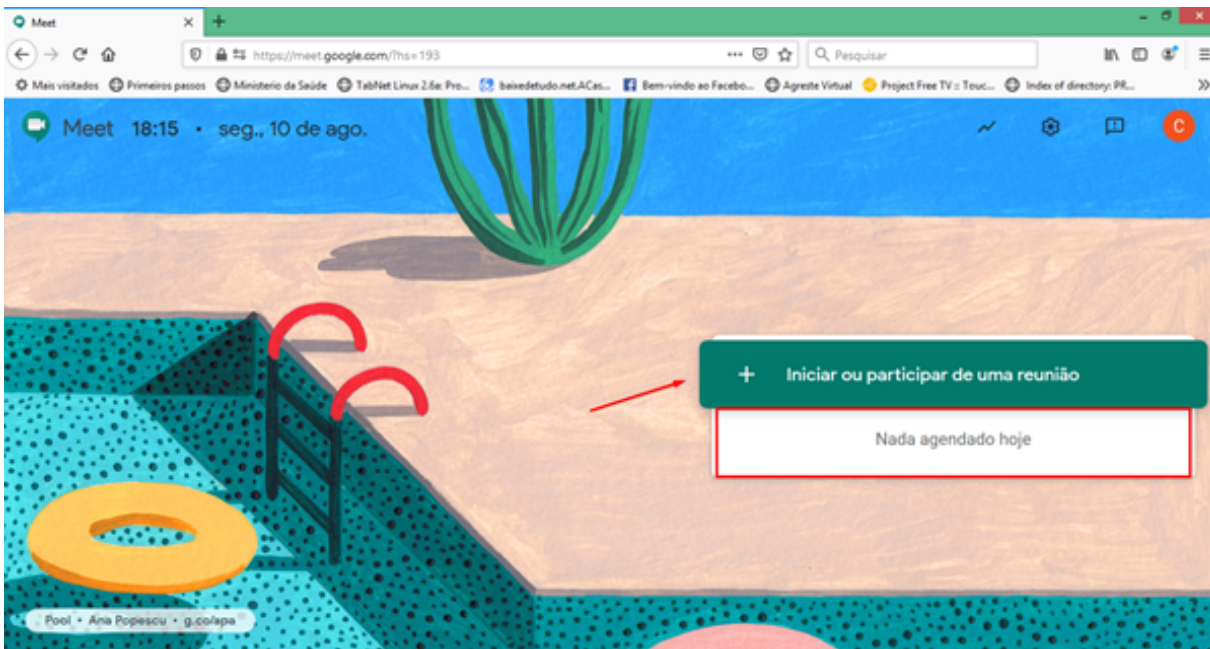 Meet
https://meet.google.com/?hs=193
Pesquisar
Mais visitados
Primeiros passos
Ministerio da Saúde
TabNet Linux 2.6a: Pro...
baixedetudo.net.ACas...
Bem-vindo ao Facebo...
Agreste Virtual
Project Free TV :: Touc...
Index of directory: PR...
Meet 18:15 • seg., 10 de ago.
C
Iniciar ou participar de uma reunião
Nada agendado hoje
Pool • Ana Popescu • g.co/apa